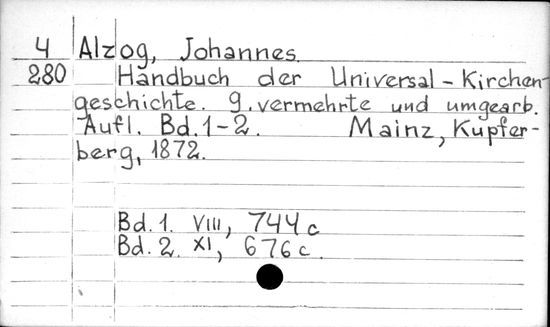 4 Alzog, Johannes.
280 Handbuch der Universal-Kirchen-
geschichte. 9. vermehrte und umgearb.
Aufl. Bd. 1-2. Mainz, Kupfer-
berg, 1872.
Bd. 1. VIII, 744 c
Bd. 2. XI, 676 c.